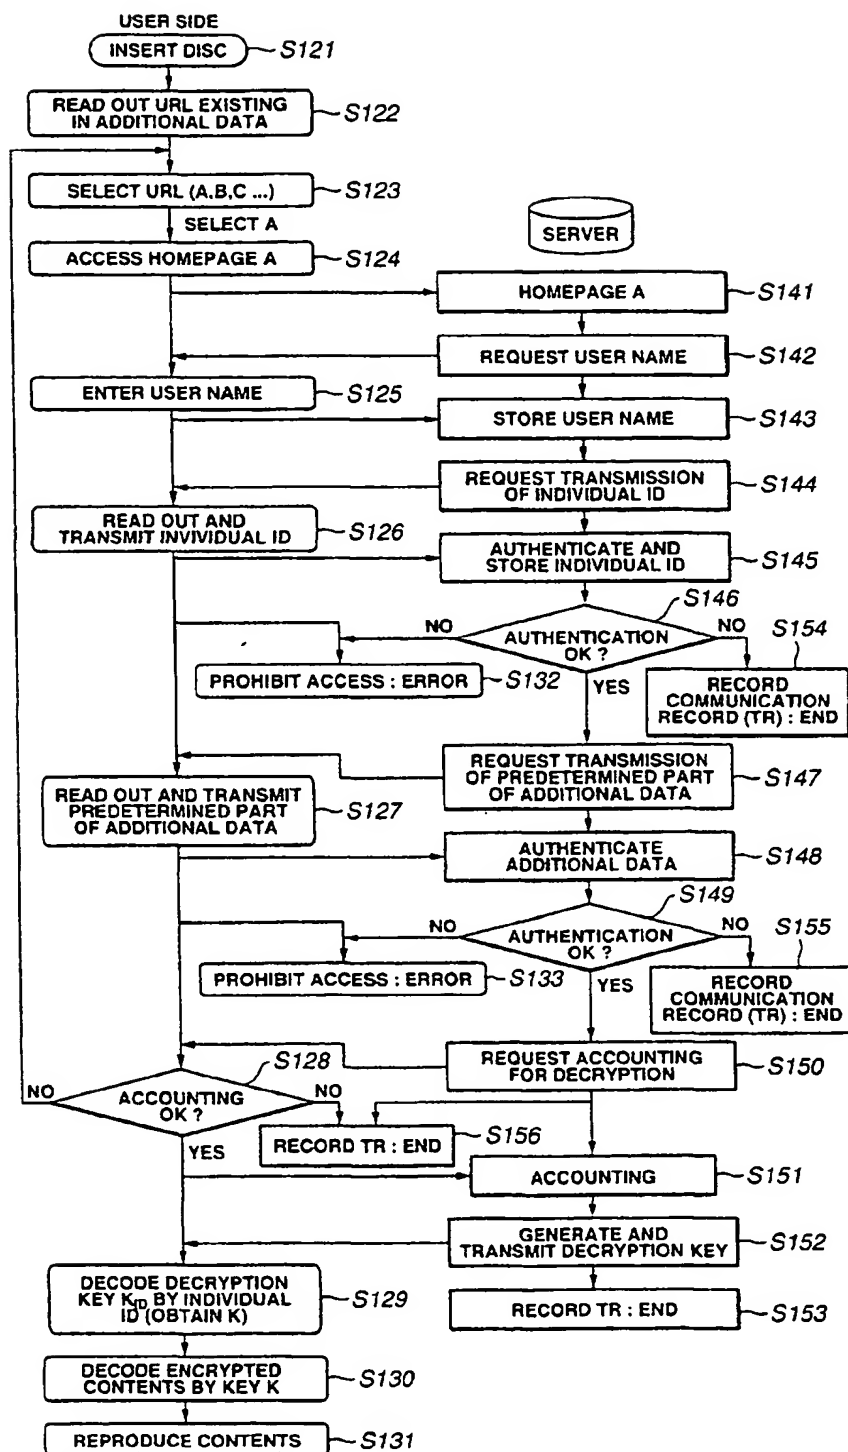 USER SIDE
INSERT DISC
S121
READ OUT URL EXISTING
IN ADDITIONAL DATA
S122
SELECT URL (A,B,C ...)
S123
SELECT A
SERVER
ACCESS HOMEPAGE A
S124
HOMEPAGE A
S141
REQUEST USER NAME
S142
ENTER USER NAME
S125
STORE USER NAME
S143
REQUEST TRANSMISSION
OF INDIVIDUAL ID
S144
READ OUT AND
TRANSMIT INVIVIDUAL ID
S126
AUTHENTICATE AND
STORE INDIVIDUAL ID
S145
S146
NO
AUTHENTICATION
OK ?
NO
S154
PROHIBIT ACCESS : ERROR
S132
YES
RECORD
COMMUNICATION
RECORD (TR) : END
REQUEST TRANSMISSION
OF PREDETERMINED PART
OF ADDITIONAL DATA
S147
READ OUT AND TRANSMIT
PREDETERMINED PART
OF ADDITIONAL DATA
S127
AUTHENTICATE
ADDITIONAL DATA
S148
S149
NO
AUTHENTICATION
OK ?
NO
S155
PROHIBIT ACCESS : ERROR
S133
YES
RECORD
COMMUNICATION
RECORD (TR) : END
REQUEST ACCOUNTING
FOR DECRYPTION
S150
S128
NO
ACCOUNTING
OK ?
NO
RECORD TR : END
S156
YES
ACCOUNTING
S151
GENERATE AND
TRANSMIT DECRYPTION KEY
S152
DECODE DECRYPTION
KEY KID BY INDIVIDUAL
ID (OBTAIN K)
S129
RECORD TR : END
S153
DECODE ENCRYPTED
CONTENTS BY KEY K
S130
REPRODUCE CONTENTS
S131